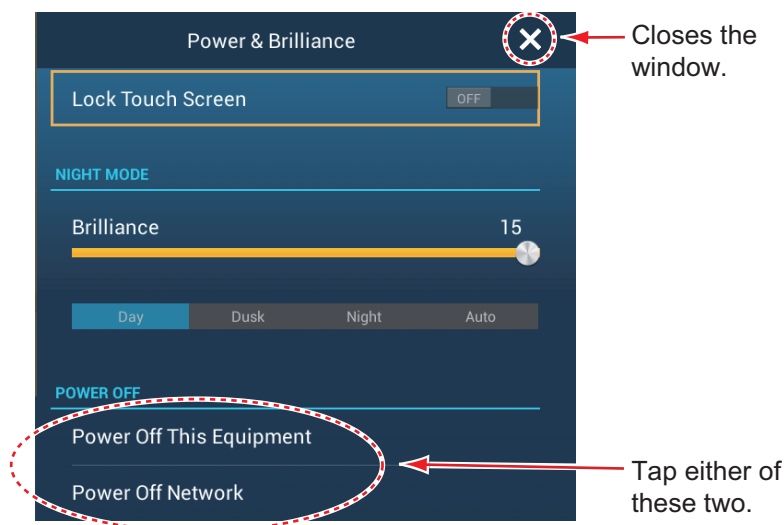 Power & Brilliance
Closes the
window.
Lock Touch Screen
OFF
NIGHT MODE
Brilliance
15
Day
Dusk
Night
Auto
POWER OFF
Power Off This Equipment
Power Off Network
Tap either of
these two.